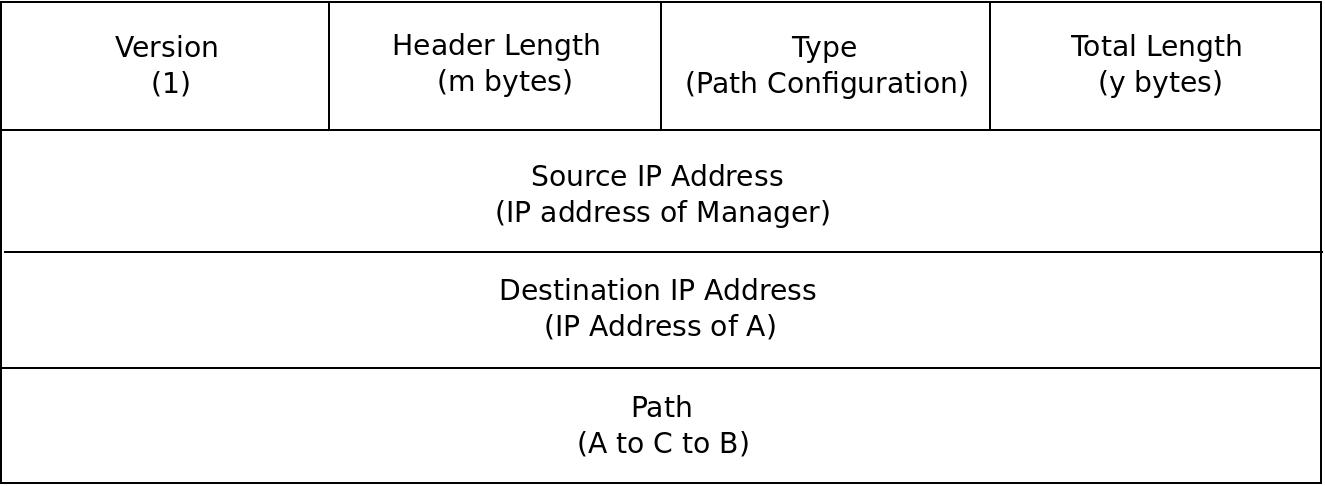 Version
(1)
Header Length
(m bytes)
Type
(Path Configuration)
Total Length
(y bytes)
Source IP Address
(IP address of Manager)
Destination IP Address
(IP Address of A)
Path
(A to C to B)